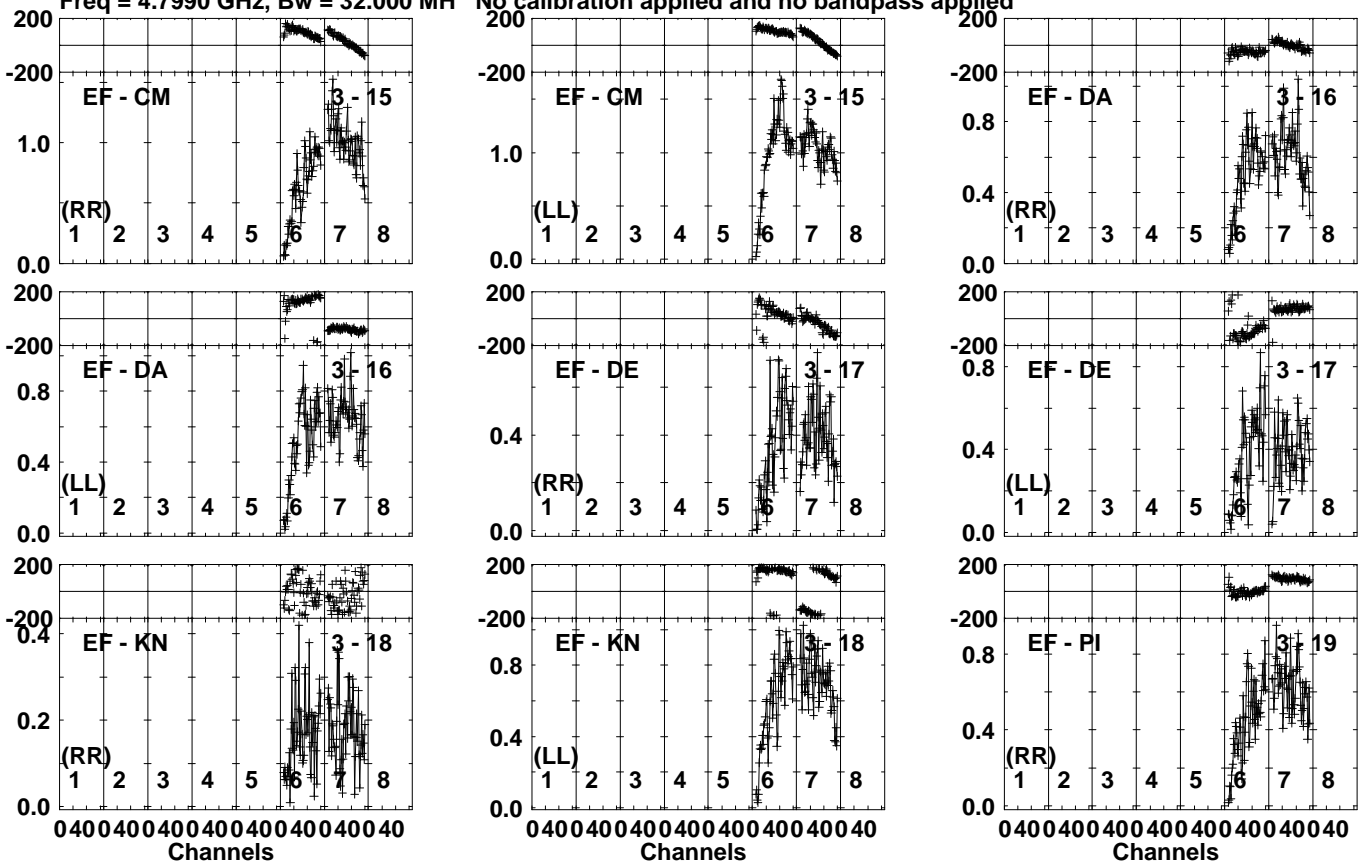 Freq = 4.7990 GHz, Bw = 32.000 MH No calibration applied and no bandpass applied
200 200 200
-200 -200 -200
EF - CM 3 - 15 EF - CM 3 - 15 EF - DA 3 - 16
1.0 1.0 0.8
0.4
(RR) (LL) (RR)
1 2 3 4 5 6 7 8 1 2 3 4 5 6 7 8 1 2 3 4 5 6 7 8
0.0 0.0 0.0
200 200 200
-200 -200 -200
EF - DA 3 - 16 EF - DE 3 - 17 EF - DE 3 - 17
0.8 0.4 0.8
0.4 0.4
(LL) (RR) (LL)
1 2 3 4 5 6 7 8 1 2 3 4 5 6 7 8 1 2 3 4 5 6 7 8
0.0 0.0 0.0
200 200 200
-200 -200 -200
EF - KN 3 - 18 EF - KN 3 - 18 EF - PI 3 - 19
0.4 0.8 0.8
0.2 0.4 0.4
(RR) (LL) (RR)
1 2 3 4 5 6 7 8 1 2 3 4 5 6 7 8 1 2 3 4 5 6 7 8
0.0 0.0 0.0
0 40 0 40 0 40 0 40 0 40 0 40 0 40 0 40 0 40 0 40 0 40 0 40 0 40 0 40 0 40 0 40 0 40 0 40 0 40 0 40 0 40 0 40 0 40 0 40
Channels Channels Channels